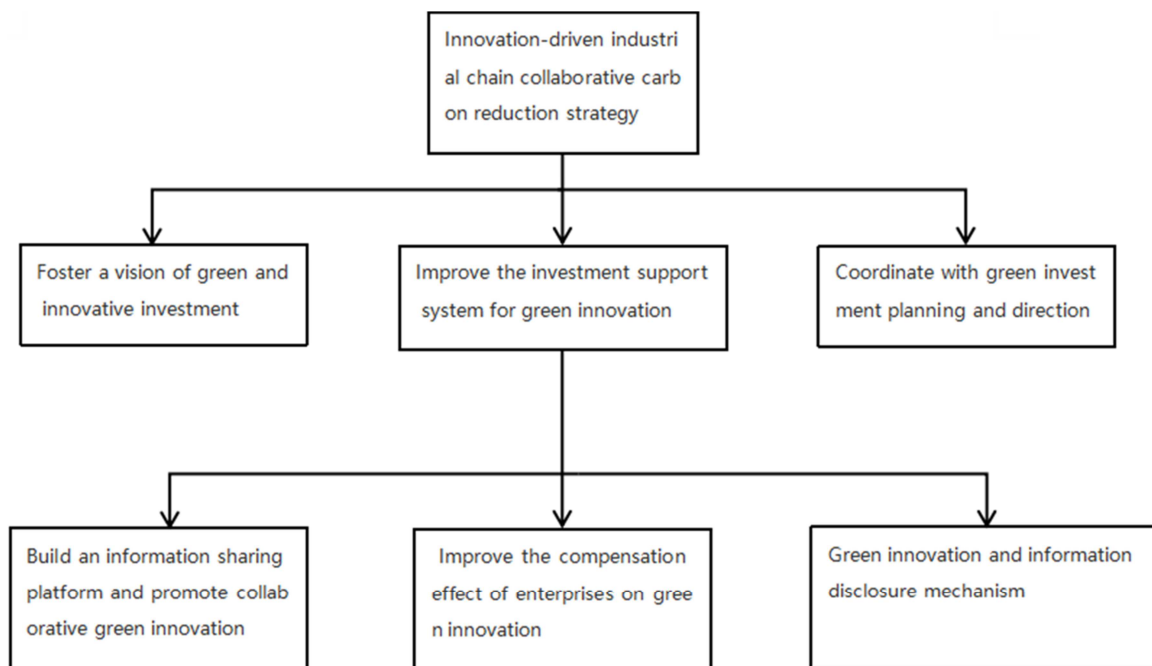 Innovation-driven industri
al chain collaborative carb
on reduction strategy
Foster a vision of green and
innovative investment
Improve the investment support
system for green innovation
Coordinate with green invest
ment planning and direction
Build an information sharing
platform and promote collab
orative green innovation
Improve the compensation
effect of enterprises on gree
n innovation
Green innovation and information
disclosure mechanism